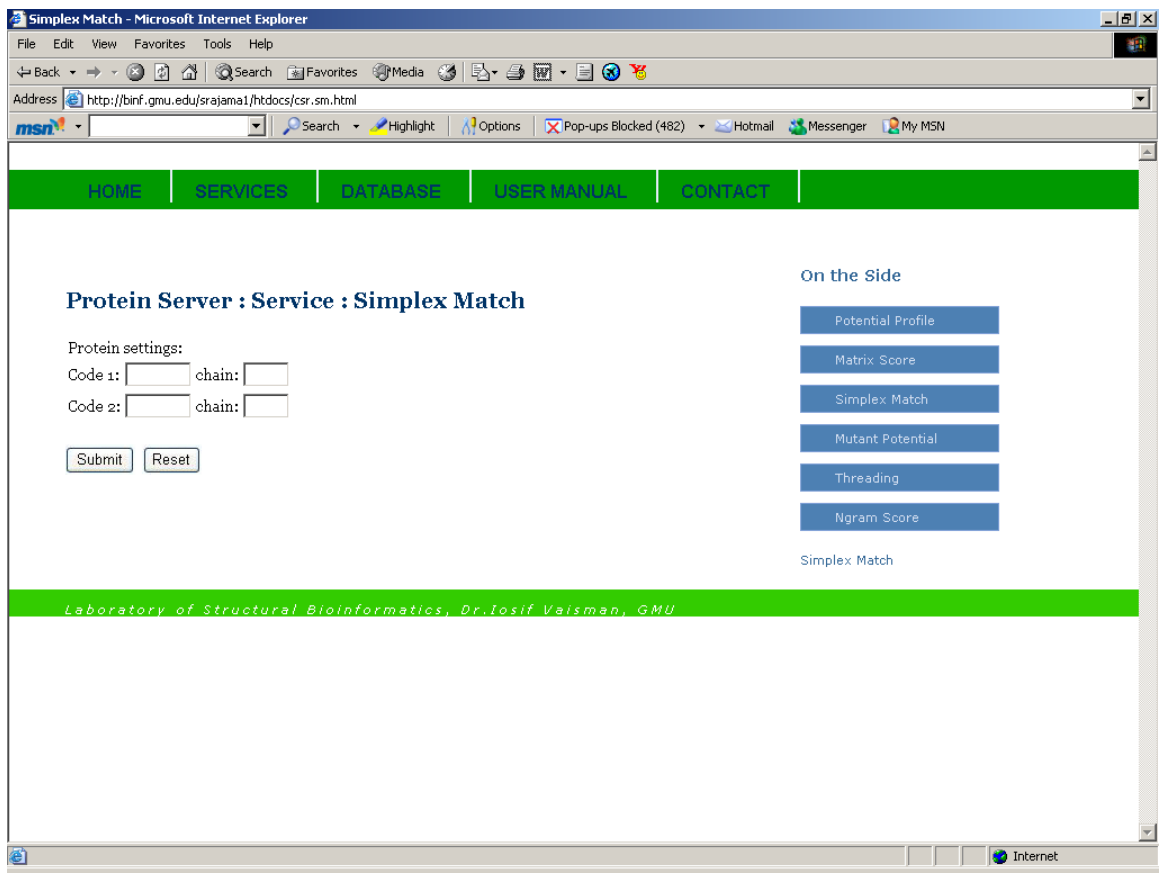 Simplex Match - Microsoft Internet Explorer
File Edit View Favorites Tools Help
Back Search Favorites Media
Address http://binf.gmu.edu/srajama1/htdocs/csr.sm.html
msn Search Highlight Options Pop-ups Blocked (482) Hotmail Messenger My MSN
HOME SERVICES DATABASE USER MANUAL CONTACT
On the Side
Protein Server : Service : Simplex Match
Potential Profile
Protein settings:
Matrix Score
Code 1: chain:
Simplex Match
Code 2: chain:
Mutant Potential
Submit Reset
Threading
Ngram Score
Simplex Match
Laboratory of Structural Bioinformatics, Dr.Iosif Vaisman, GMU
Internet